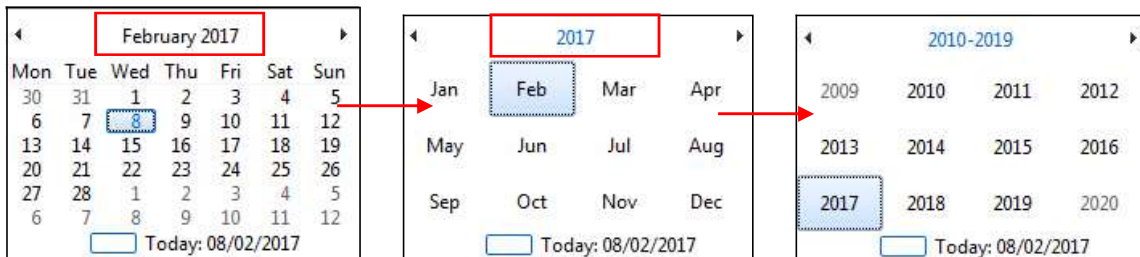 February 2017
Mon Tue Wed Thu Fri Sat Sun
30 31 1 2 3 4 5
6 7 8 9 10 11 12
13 14 15 16 17 18 19
20 21 22 23 24 25 26
27 28 1 2 3 4 5
6 7 8 9 10 11 12
Today: 08/02/2017
2017
Jan Feb Mar Apr
May Jun Jul Aug
Sep Oct Nov Dec
Today: 08/02/2017
2010-2019
2009 2010 2011 2012
2013 2014 2015 2016
2017 2018 2019 2020
Today: 08/02/2017